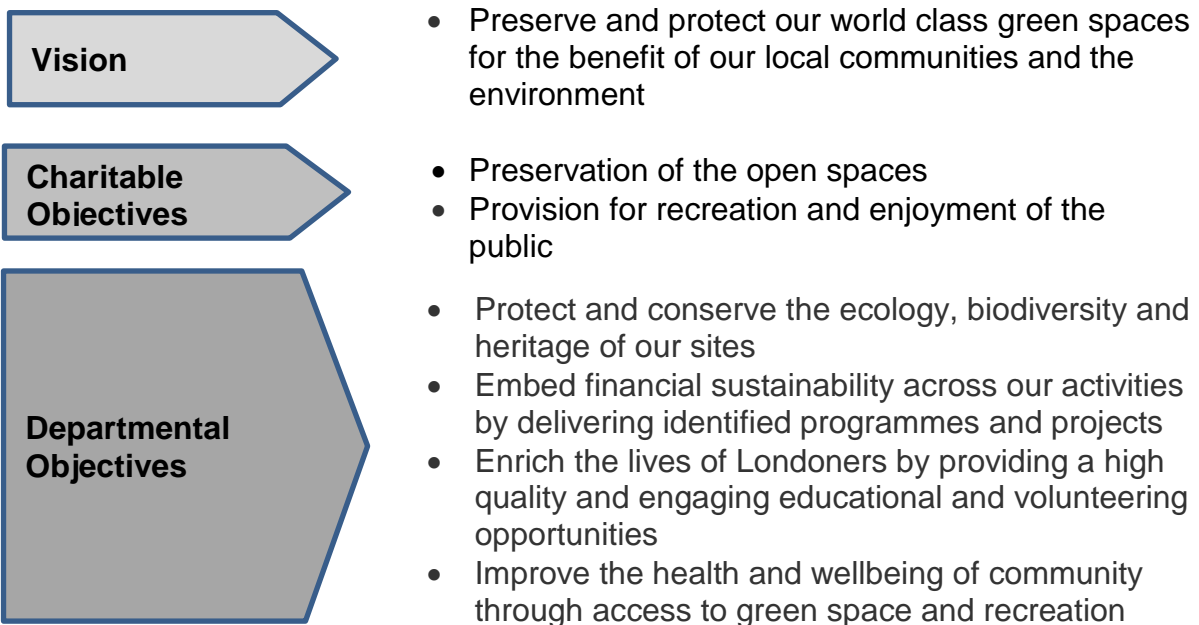 Vision
• Preserve and protect our world class green spaces
for the benefit of our local communities and the
environment
Charitable
Objectives
• Preservation of the open spaces
• Provision for recreation and enjoyment of the
public
Departmental
Objectives
• Protect and conserve the ecology, biodiversity and
heritage of our sites
• Embed financial sustainability across our activities
by delivering identified programmes and projects
• Enrich the lives of Londoners by providing a high
quality and engaging educational and volunteering
opportunities
• Improve the health and wellbeing of community
through access to green space and recreation